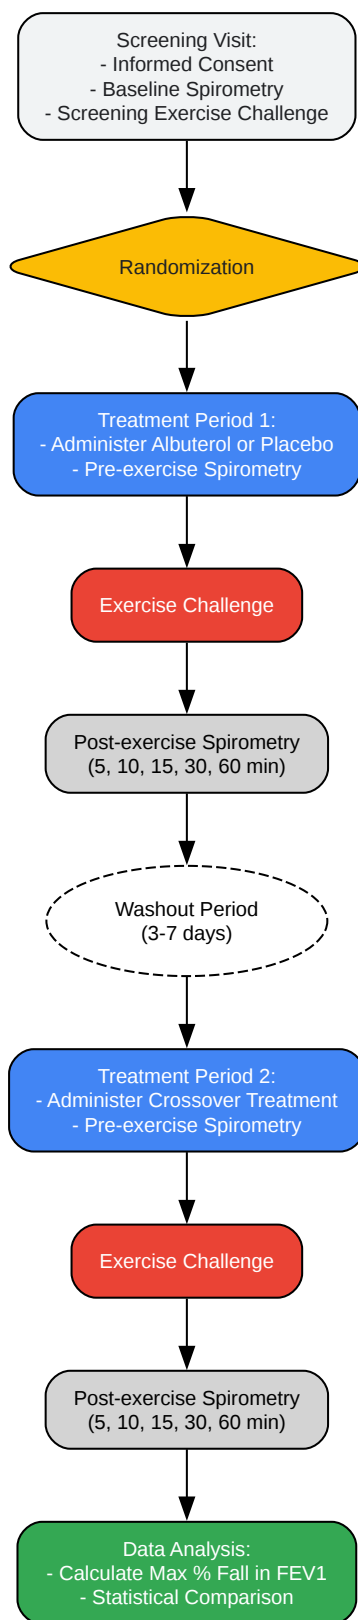 Screening Visit:
- Informed Consent
- Baseline Spirometry
- Screening Exercise Challenge
Randomization
Treatment Period 1:
- Administer Albuterol or Placebo
- Pre-exercise Spirometry
Exercise Challenge
Post-exercise Spirometry
(5, 10, 15, 30, 60 min)
Washout Period
(3-7 days)
Treatment Period 2:
- Administer Crossover Treatment
- Pre-exercise Spirometry
Exercise Challenge
Post-exercise Spirometry
(5, 10, 15, 30, 60 min)
Data Analysis:
- Calculate Max % Fall in FEV1
- Statistical Comparison